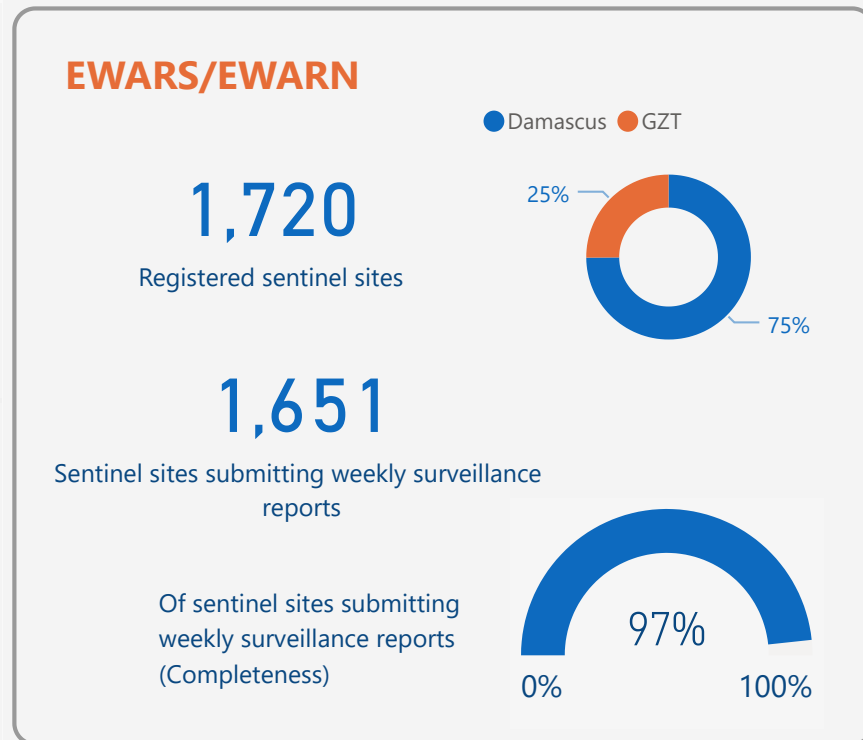 EWARS/EWARN
Damascus GZT
1,720
Registered sentinel sites
25%
75%
1,651
Sentinel sites submitting weekly surveillance
reports
Of sentinel sites submitting
weekly surveillance reports
(Completeness)
97%
0% 100%